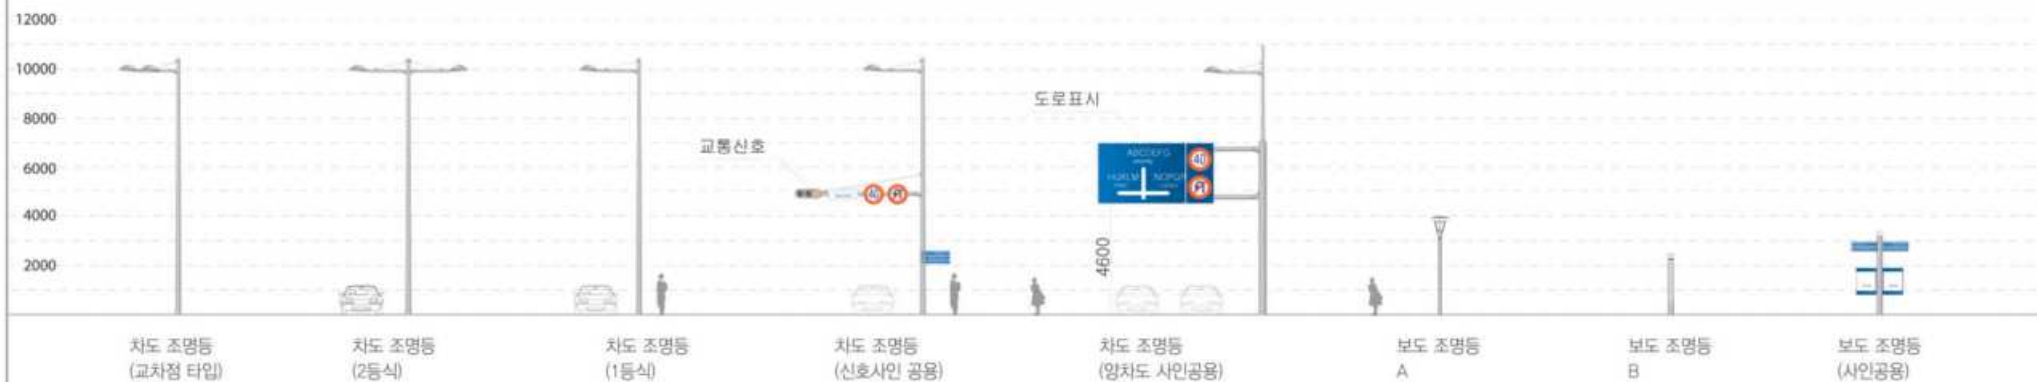 12000
10000
8000
6000
4000
2000
교통신호
도로표시
ABCDEFG
HIJKLM
NOPQR
40
40
4600
차도 조명등
(교차점 타입)
차도 조명등
(2등식)
차도 조명등
(1등식)
차도 조명등
(신호사인 공용)
차도 조명등
(양차도 사인공용)
보도 조명등
A
보도 조명등
B
보도 조명등
(사인공용)